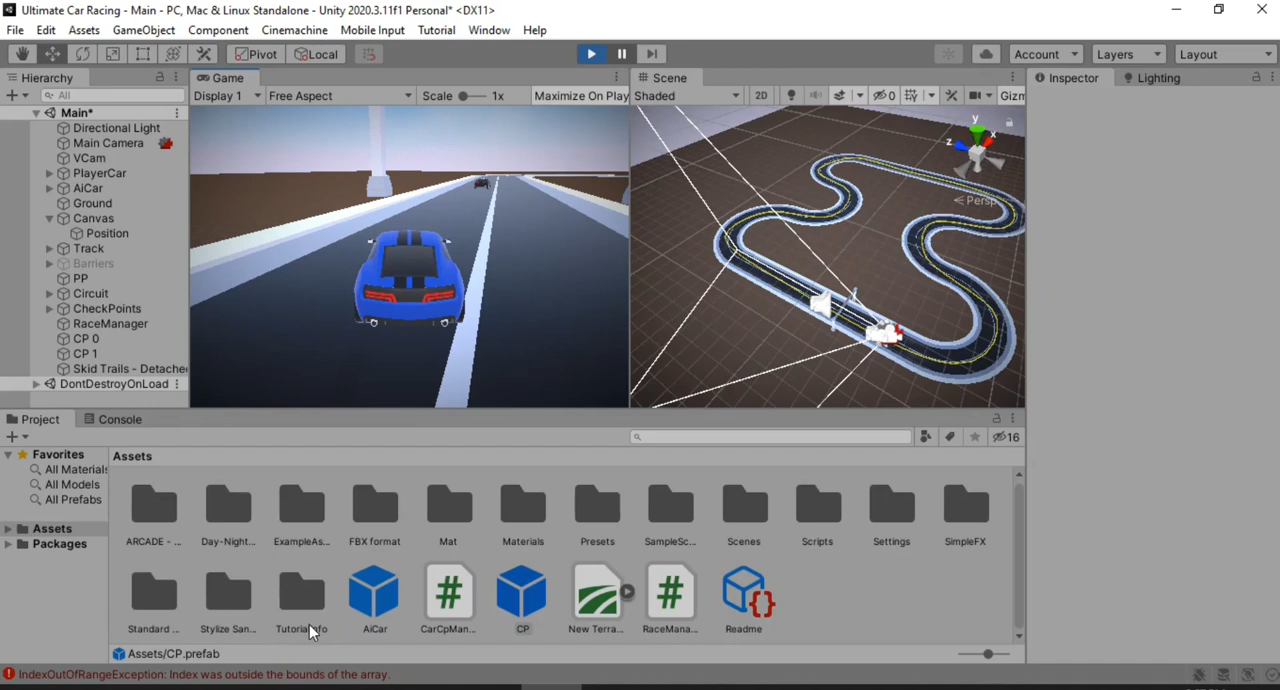 Ultimate Car Racing - Main - PC, Mac & Linux Standalone - Unity 2020.3.11f1 Personal* <DX11>
File Edit Assets GameObject Component Cinemachine Mobile Input Tutorial Window Help
Pivot Local Account Layers Layout
Hierarchy Game Scene Inspector Lighting
All Display 1 Free Aspect Scale 1x Maximize On Play Shaded 2D 0 Gizm
Main*
Directional Light
Main Camera
VCam
PlayerCar
AiCar
Ground
Canvas
Position
Track
Barriers
PP
Circuit
CheckPoints
RaceManager
CP 0
CP 1
Skid Trails - Detache
DontDestroyOnLoad
y
x
z
Persp
Project Console
16
Favorites
All Materials
All Models
All Prefabs
Assets
Packages
Assets
ARCADE - ... Day-Night... ExampleAs... FBX format Mat Materials Presets SampleSc... Scenes Scripts Settings SimpleFX
Standard ... Stylize San... TutorialInfo AiCar CarCpMan... CP New Terra... RaceMana... Readme
Assets/CP.prefab
IndexOutOfRangeException: Index was outside the bounds of the array.